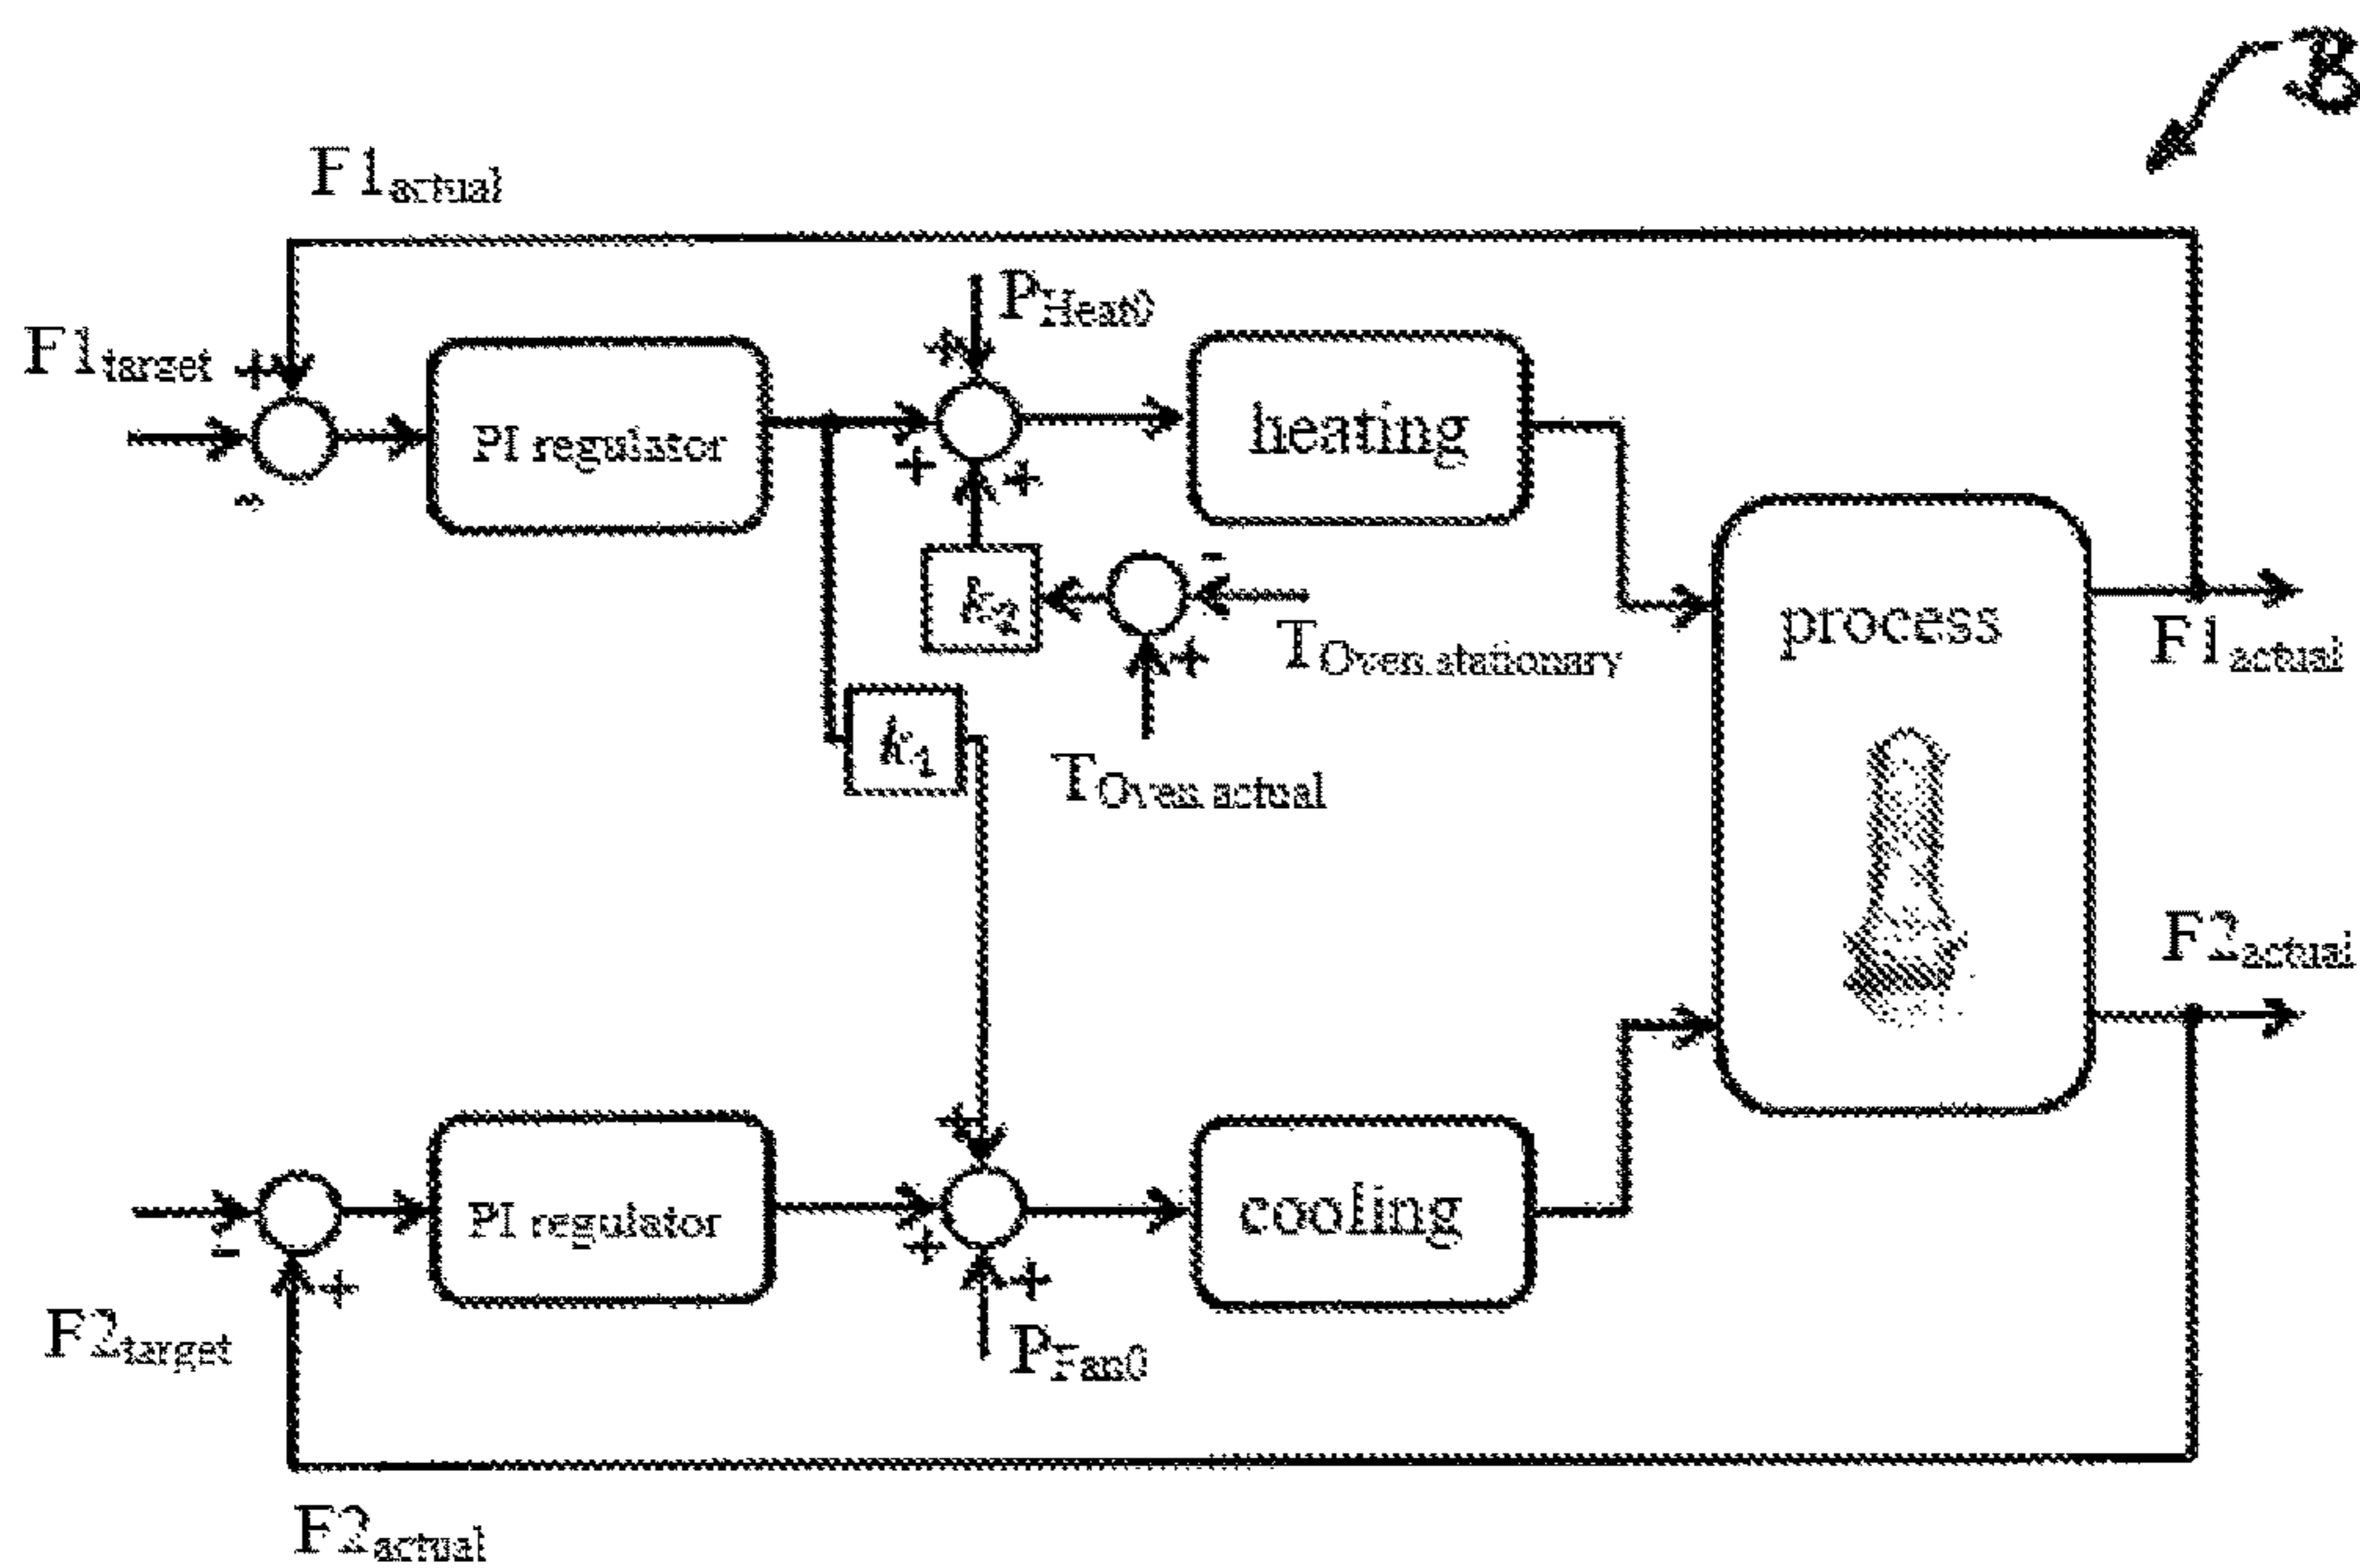 8
F1actual
PHeat0
F1target
+
+
PI regulator
heating
+
+
-
k2
-
process
TOven.stationary
+
F1actual
k1
TOven actual
F2actual
+
PI regulator
cooling
-
+
+
+
F2target
PFan0
F2actual